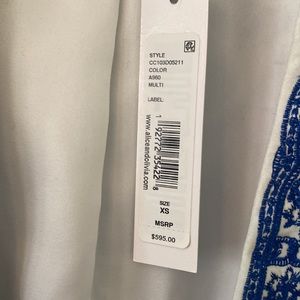 STYLE
CC103D05211
COLOR
A960
MULTI
LABEL:
www.aliceandolivia.com
SIZE
XS
MSRP
$595.00